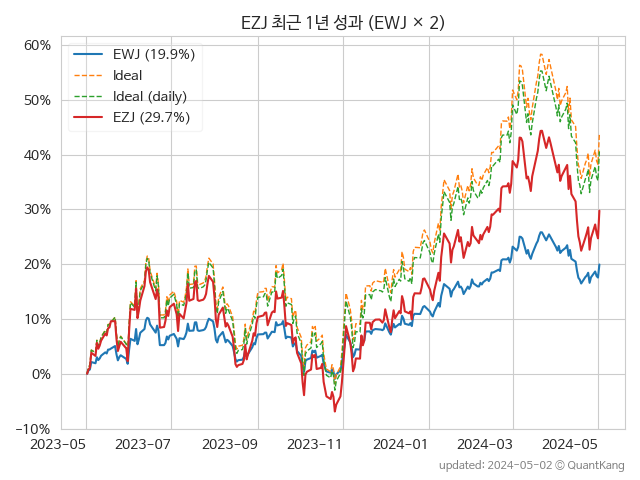 EZJ 최근 1년 성과 (EWJ × 2)
60%
50%
40%
30%
20%
10%
0%
−10%
EWJ (19.9%)
Ideal
Ideal (daily)
EZJ (29.7%)
2023-05 2023-07 2023-09 2023-11 2024-01 2024-03 2024-05
updated: 2024-05-02 © QuantKang